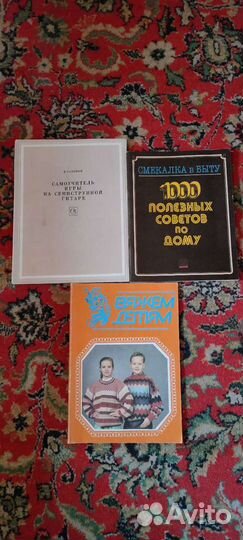 САМОУЧИТЕЛЬ
ИГРЫ
НА СЕМИСТРУННОЙ
ГИТАРЕ
СМЕКАЛКА В БЫТУ
1000
ПОЛЕЗНЫХ
СОВЕТОВ
ПО
ДОМУ
ВЯЖЕМ
ДЕТЯМ
Avito